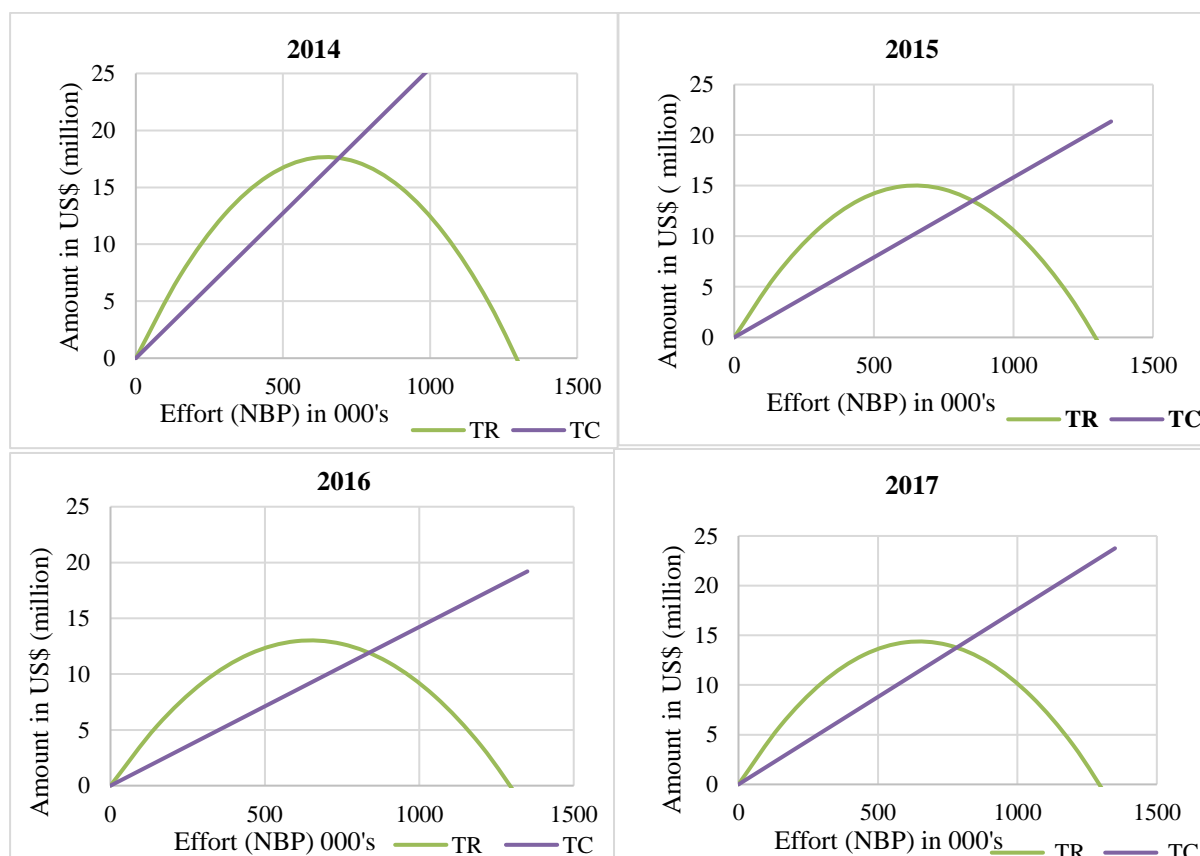 2014
Amount in US$ (million)
25
20
15
10
5
0
0 500 1000 1500
Effort (NBP) in 000's
TR TC
2015
Amount in US$ ( million)
25
20
15
10
5
0
0 500 1000 1500
Effort (NBP) in 000's
TR TC
2016
Amount in US$ (million)
25
20
15
10
5
0
0 500 1000 1500
Effort (NBP) 000's
TR TC
2017
Amount in US$ (million)
25
20
15
10
5
0
0 500 1000 1500
Effort (NBP) in 000's
TR TC